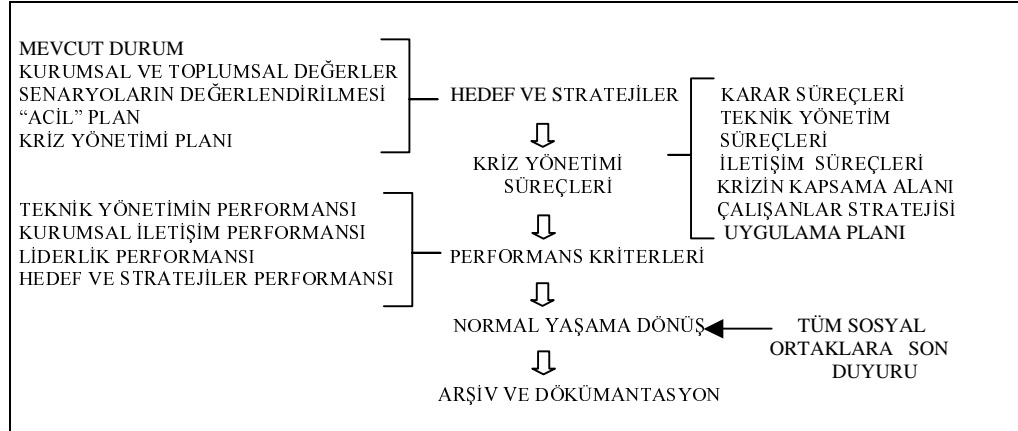 MEVCUT DURUM
KURUMSAL VE TOPLUMSAL DEĞERLER
SENARYOLARIN DEĞERLENDİRİLMESİ
“ACİL” PLAN
KRİZ YÖNETİMİ PLANI
HEDEF VE STRATEJİLER
KARAR SÜREÇLERİ
TEKNİK YÖNETİM
SÜREÇLERİ
İLETİŞİM SÜREÇLERİ
KRİZİN KAPSAMA ALANI
ÇALIŞANLAR STRATEJİSİ
UYGULAMA PLANI
KRİZ YÖNETİMİ
SÜREÇLERİ
TEKNİK YÖNETİMİN PERFORMANSI
KURUMSAL İLETİŞİM PERFORMANSI
LİDERLİK PERFORMANSI
HEDEF VE STRATEJİLER PERFORMANSI
PERFORMANS KRİTERLERİ
NORMAL YAŞAMA DÖNÜŞ
TÜM SOSYAL
ORTAKLARA SON
DUYURU
ARŞİV VE DÖKÜMANTASYON